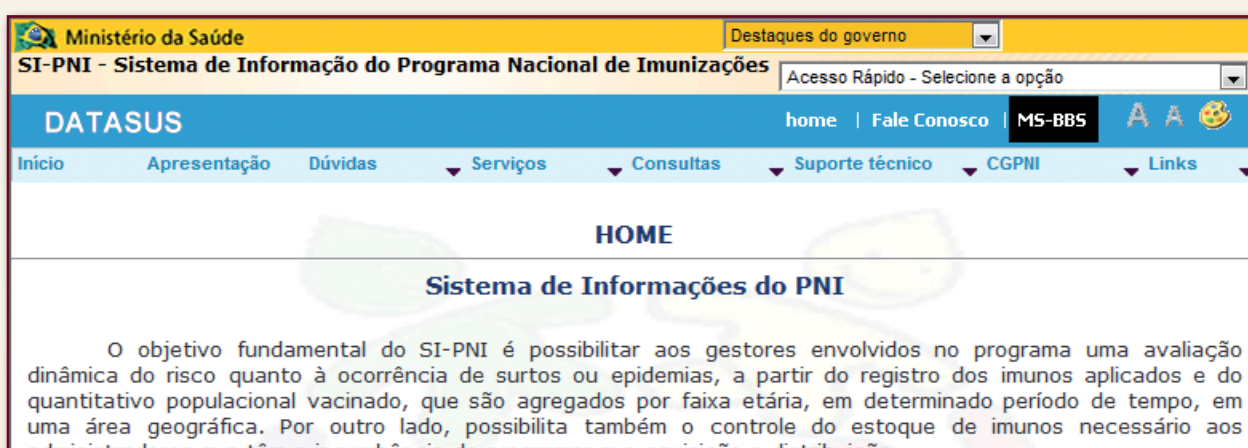 Ministério da Saúde
Destaques do governo
SI-PNI - Sistema de Informação do Programa Nacional de Imunizações
Acesso Rápido - Selecione a opção
DATASUS
home | Fale Conosco | MS-BBS A A
Início Apresentação Dúvidas Serviços Consultas Suporte técnico CGPNI Links
HOME
Sistema de Informações do PNI
O objetivo fundamental do SI-PNI é possibilitar aos gestores envolvidos no programa uma avaliação
dinâmica do risco quanto à ocorrência de surtos ou epidemias, a partir do registro dos imunos aplicados e do
quantitativo populacional vacinado, que são agregados por faixa etária, em determinado período de tempo, em
uma área geográfica. Por outro lado, possibilita também o controle do estoque de imunos necessário aos